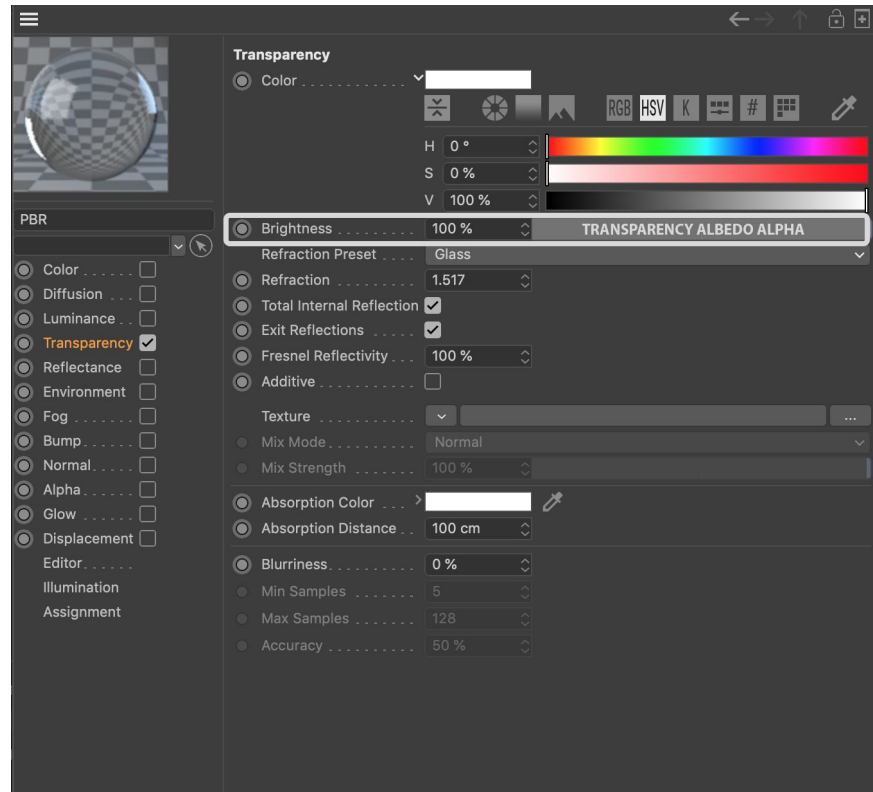 Transparency
Color
RGB HSV K #
H 0 °
S 0 %
V 100 %
PBR
Brightness 100 % TRANSPARENCY ALBEDO ALPHA
Refraction Preset Glass
Refraction 1.517
Total Internal Reflection
Exit Reflections
Fresnel Reflectivity 100 %
Additive
Texture ...
Mix Mode Normal
Mix Strength 100 %
Absorption Color
Absorption Distance 100 cm
Blurriness 0 %
Min Samples 5
Max Samples 128
Accuracy 50 %
Color
Diffusion
Luminance
Transparency
Reflectance
Environment
Fog
Bump
Normal
Alpha
Glow
Displacement
Editor
Illumination
Assignment